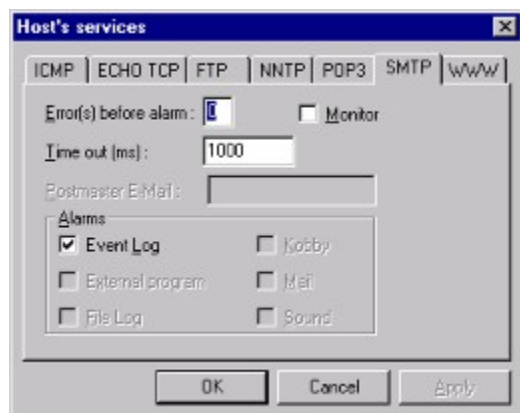 Host's services
ICMP ECHO TCP FTP NNTP POP3 SMTP WWW
Error(s) before alarm : 0 Monitor
Time out (ms) : 1000
Postmaster E-Mail :
Alarms
Event Log Kobby
External program Mail
File Log Sound
OK Cancel Apply